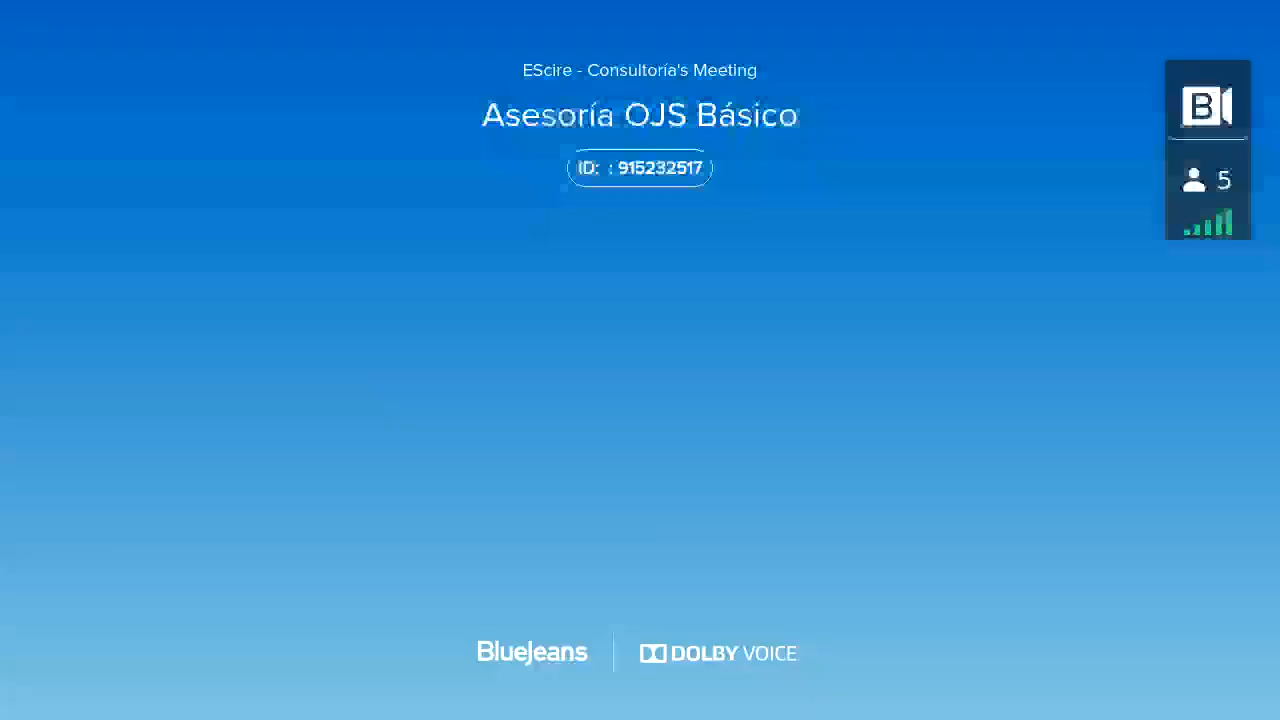 EScire - Consultoría's Meeting
Asesoría OJS Básico
ID: : 915232517
B
5
BlueJeans
DOLBY VOICE